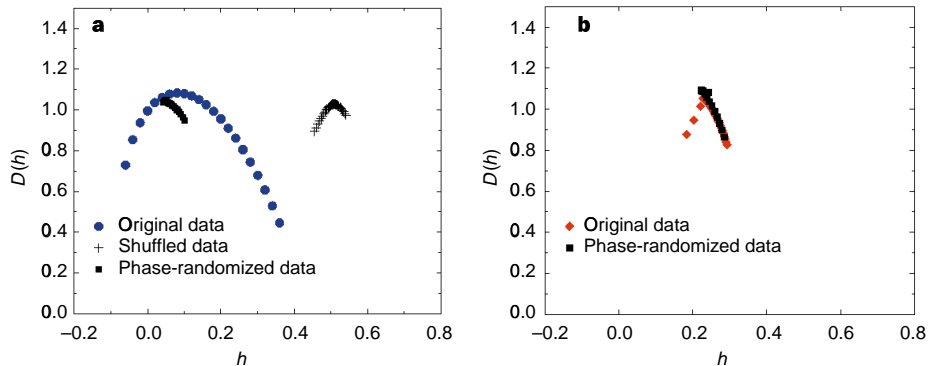 a
1.4
1.2
1.0
0.8
0.6
0.4
0.2
0.0
D(h)
Original data
Shuffled data
Phase-randomized data
–0.2 0.0 0.2 0.4 0.6 0.8
h
b
1.4
1.2
1.0
0.8
0.6
0.4
0.2
0.0
D(h)
Original data
Phase-randomized data
–0.2 0.0 0.2 0.4 0.6 0.8
h